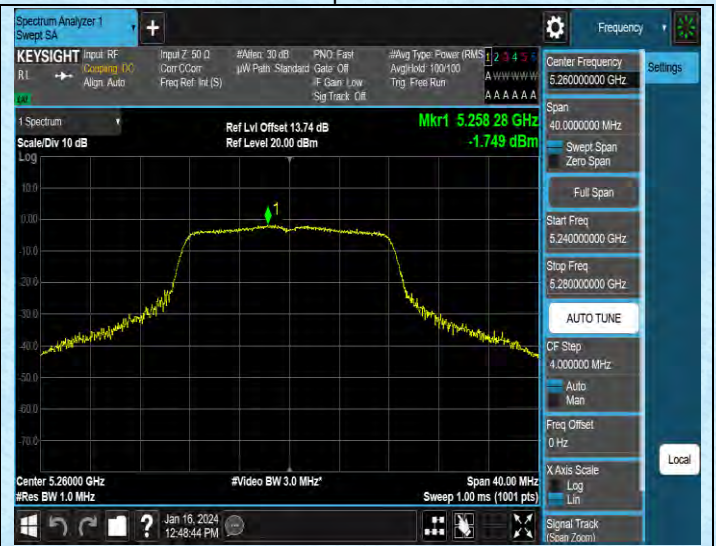 Spectrum Analyzer 1
Swept SA
+
Frequency
KEYSIGHT
RL
Input: RF
Coupling: DC
Align: Auto
Input Z: 50 Ω
Corr CCorr
Freq Ref: Int (S)
#Atten: 30 dB
µW Path: Standard
PNO: Fast
Gate: Off
IF Gain: Low
Sig Track: Off
#Avg Type: Power (RMS
Avg|Hold: 100/100
Trig: Free Run
1 2 3 4 5 6
A W W W W W
A A A A A A
1 Spectrum
Scale/Div 10 dB
Log
Ref Lvl Offset 13.74 dB
Ref Level 20.00 dBm
Mkr1 5.258 28 GHz
-1.749 dBm
10.0
0.00
-10.0
-20.0
-30.0
-40.0
-50.0
-60.0
-70.0
1
Center 5.26000 GHz
#Res BW 1.0 MHz
#Video BW 3.0 MHz*
Span 40.00 MHz
Sweep 1.00 ms (1001 pts)
Center Frequency
5.260000000 GHz
Settings
Span
40.0000000 MHz
Swept Span
Zero Span
Full Span
Start Freq
5.240000000 GHz
Stop Freq
5.280000000 GHz
AUTO TUNE
CF Step
4.000000 MHz
Auto
Man
Freq Offset
0 Hz
X Axis Scale
Log
Lin
Signal Track
(Span Zoom)
Local
?
Jan 16, 2024
12:48:44 PM